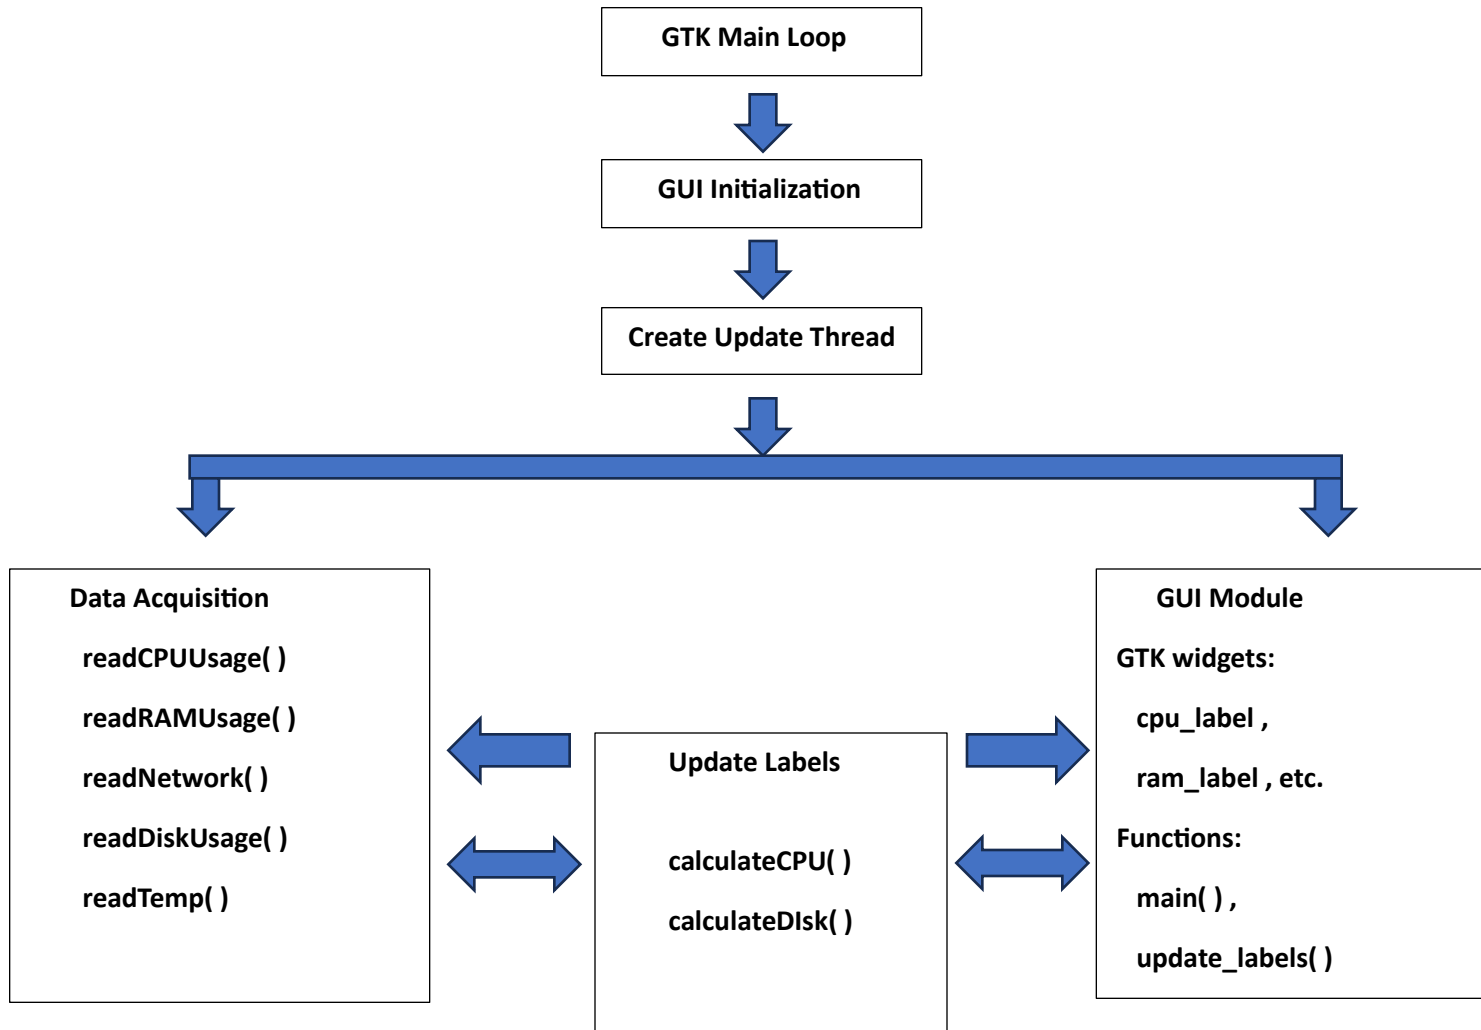 GTK Main Loop
GUI Initialization
Create Update Thread
Data Acquisition
readCPUUsage( )
readRAMUsage( )
readNetwork( )
readDiskUsage( )
readTemp( )
Update Labels
calculateCPU( )
calculateDIsk( )
GUI Module
GTK widgets:
cpu_label ,
ram_label , etc.
Functions:
main( ) ,
update_labels( )